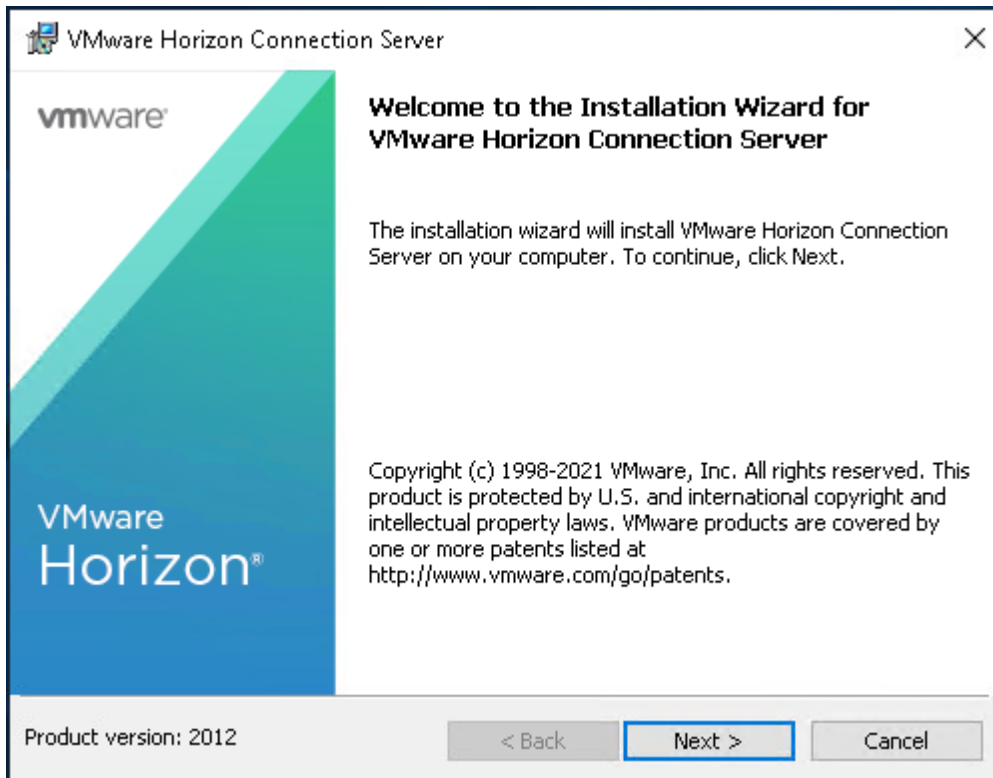 VMware Horizon Connection Server
vmware®
Welcome to the Installation Wizard for
VMware Horizon Connection Server
The installation wizard will install VMware Horizon Connection
Server on your computer. To continue, click Next.
Copyright (c) 1998-2021 VMware, Inc. All rights reserved. This
product is protected by U.S. and international copyright and
intellectual property laws. VMware products are covered by
one or more patents listed at
http://www.vmware.com/go/patents.
VMware
Horizon®
Product version: 2012
< Back
Next >
Cancel